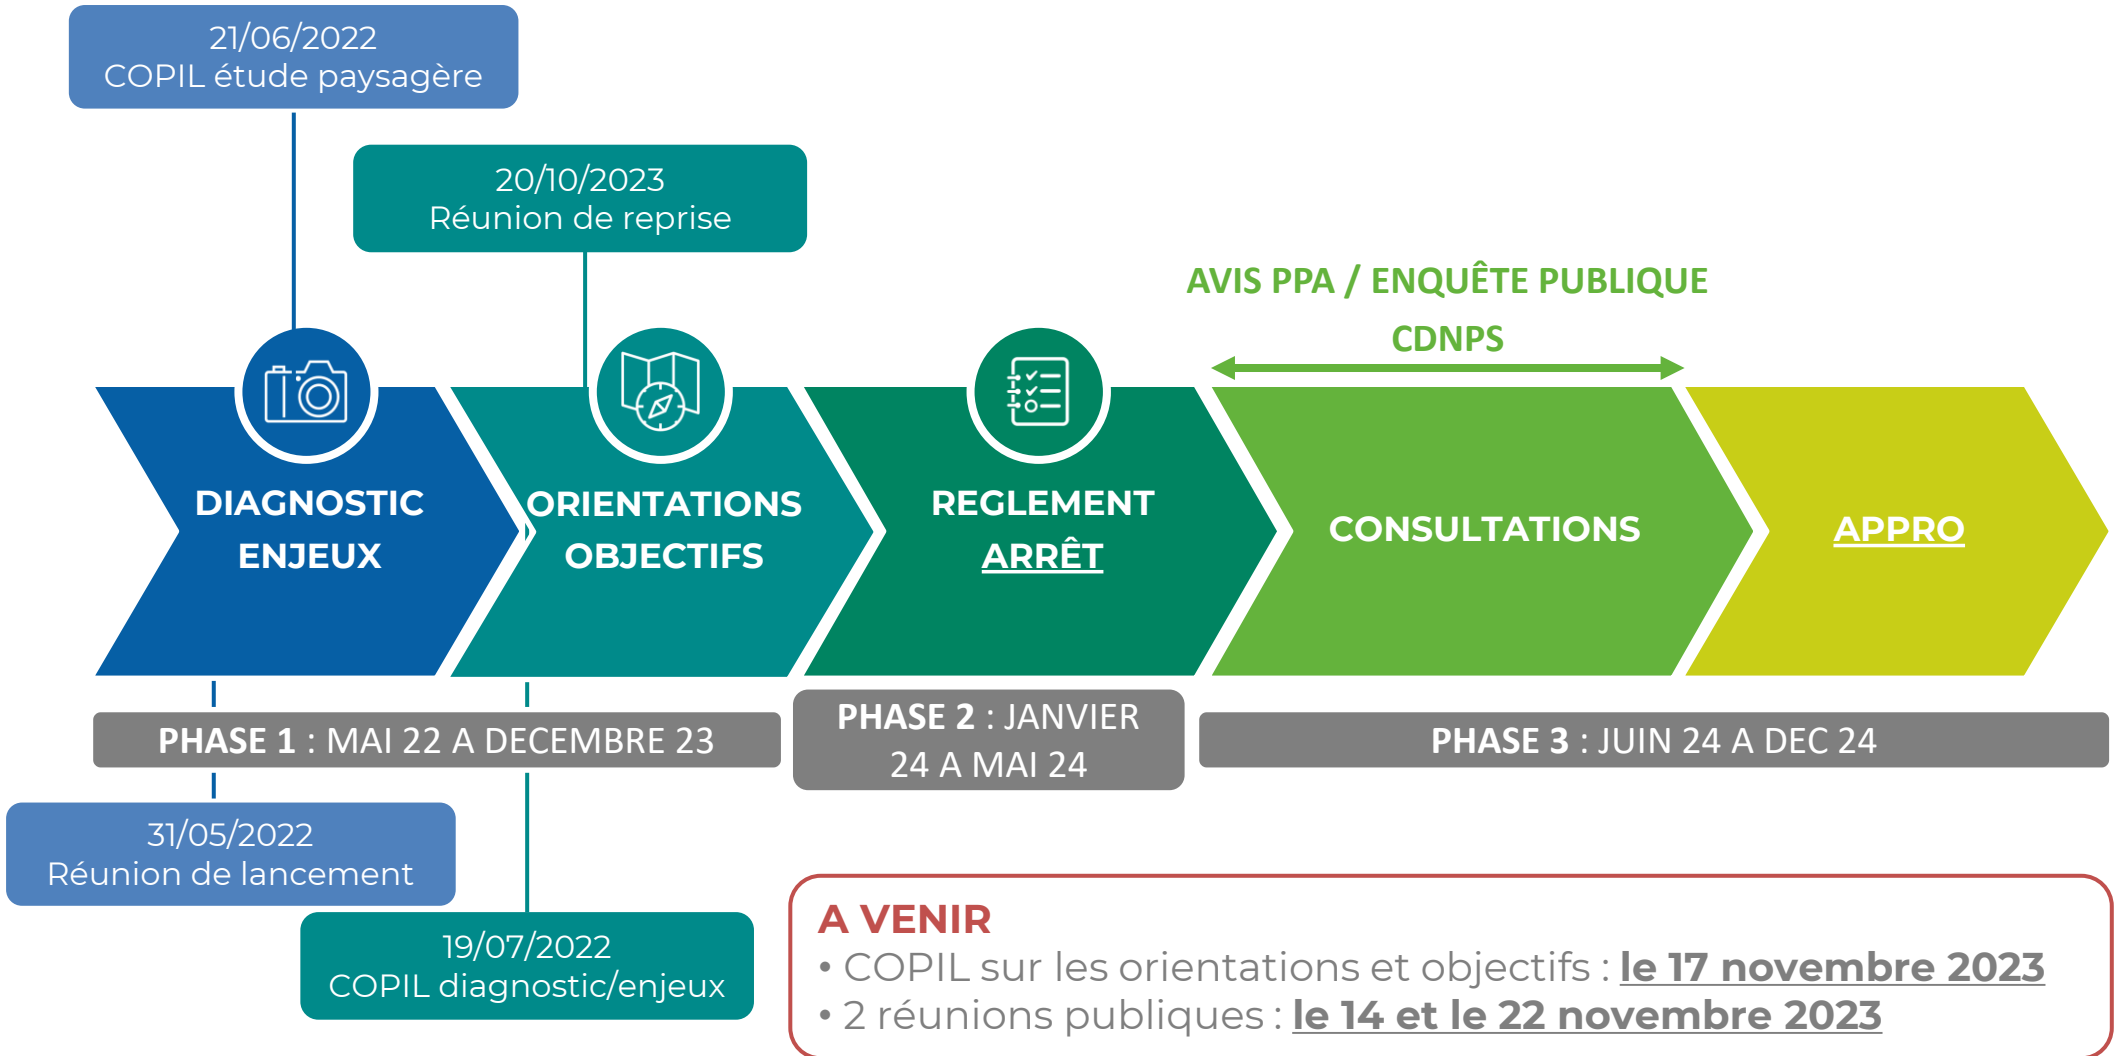 21/06/2022
COPIL étude paysagère
20/10/2023
Réunion de reprise
AVIS PPA / ENQUÊTE PUBLIQUE
CDNPS
DIAGNOSTIC
ENJEUX
ORIENTATIONS
OBJECTIFS
REGLEMENT
ARRÊT
CONSULTATIONS
APPRO
PHASE 1 : MAI 22 A DECEMBRE 23
PHASE 2 : JANVIER
24 A MAI 24
PHASE 3 : JUIN 24 A DEC 24
31/05/2022
Réunion de lancement
19/07/2022
COPIL diagnostic/enjeux
A VENIR
• COPIL sur les orientations et objectifs : le 17 novembre 2023
• 2 réunions publiques : le 14 et le 22 novembre 2023